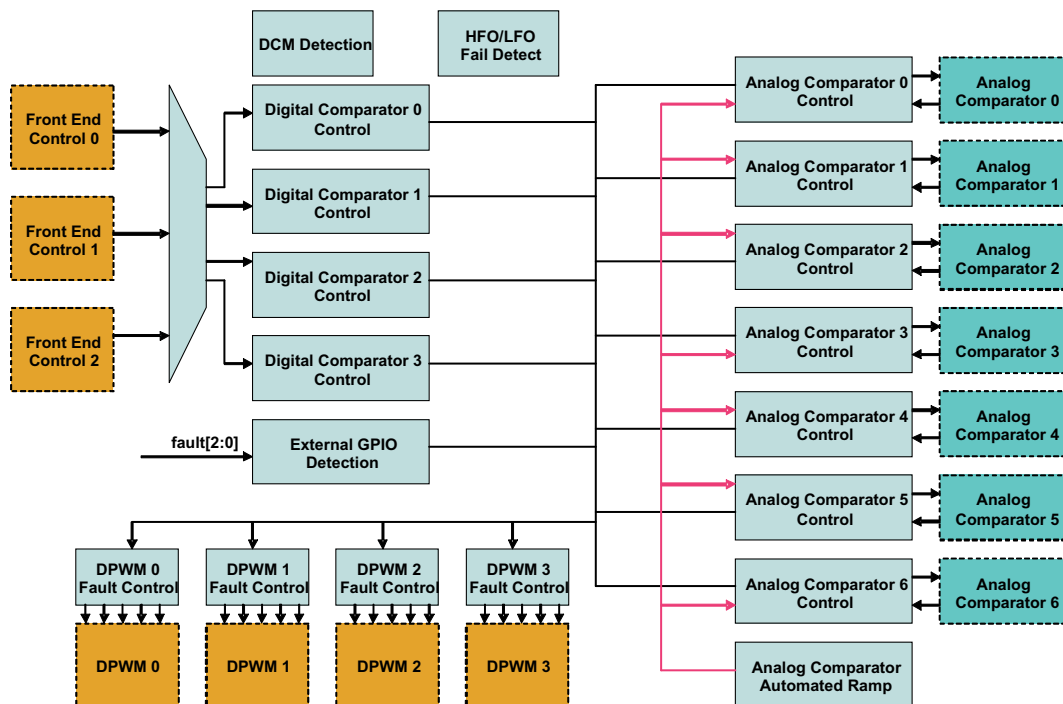 DCM Detection
HFO/LFO
Fail Detect
Front End
Control 0
Front End
Control 1
Front End
Control 2
Digital Comparator 0
Control
Digital Comparator 1
Control
Digital Comparator 2
Control
Digital Comparator 3
Control
fault[2:0]
External GPIO
Detection
DPWM 0
Fault Control
DPWM 1
Fault Control
DPWM 2
Fault Control
DPWM 3
Fault Control
DPWM 0
DPWM 1
DPWM 2
DPWM 3
Analog Comparator 0
Control
Analog
Comparator 0
Analog Comparator 1
Control
Analog
Comparator 1
Analog Comparator 2
Control
Analog
Comparator 2
Analog Comparator 3
Control
Analog
Comparator 3
Analog Comparator 4
Control
Analog
Comparator 4
Analog Comparator 5
Control
Analog
Comparator 5
Analog Comparator 6
Control
Analog
Comparator 6
Analog Comparator
Automated Ramp